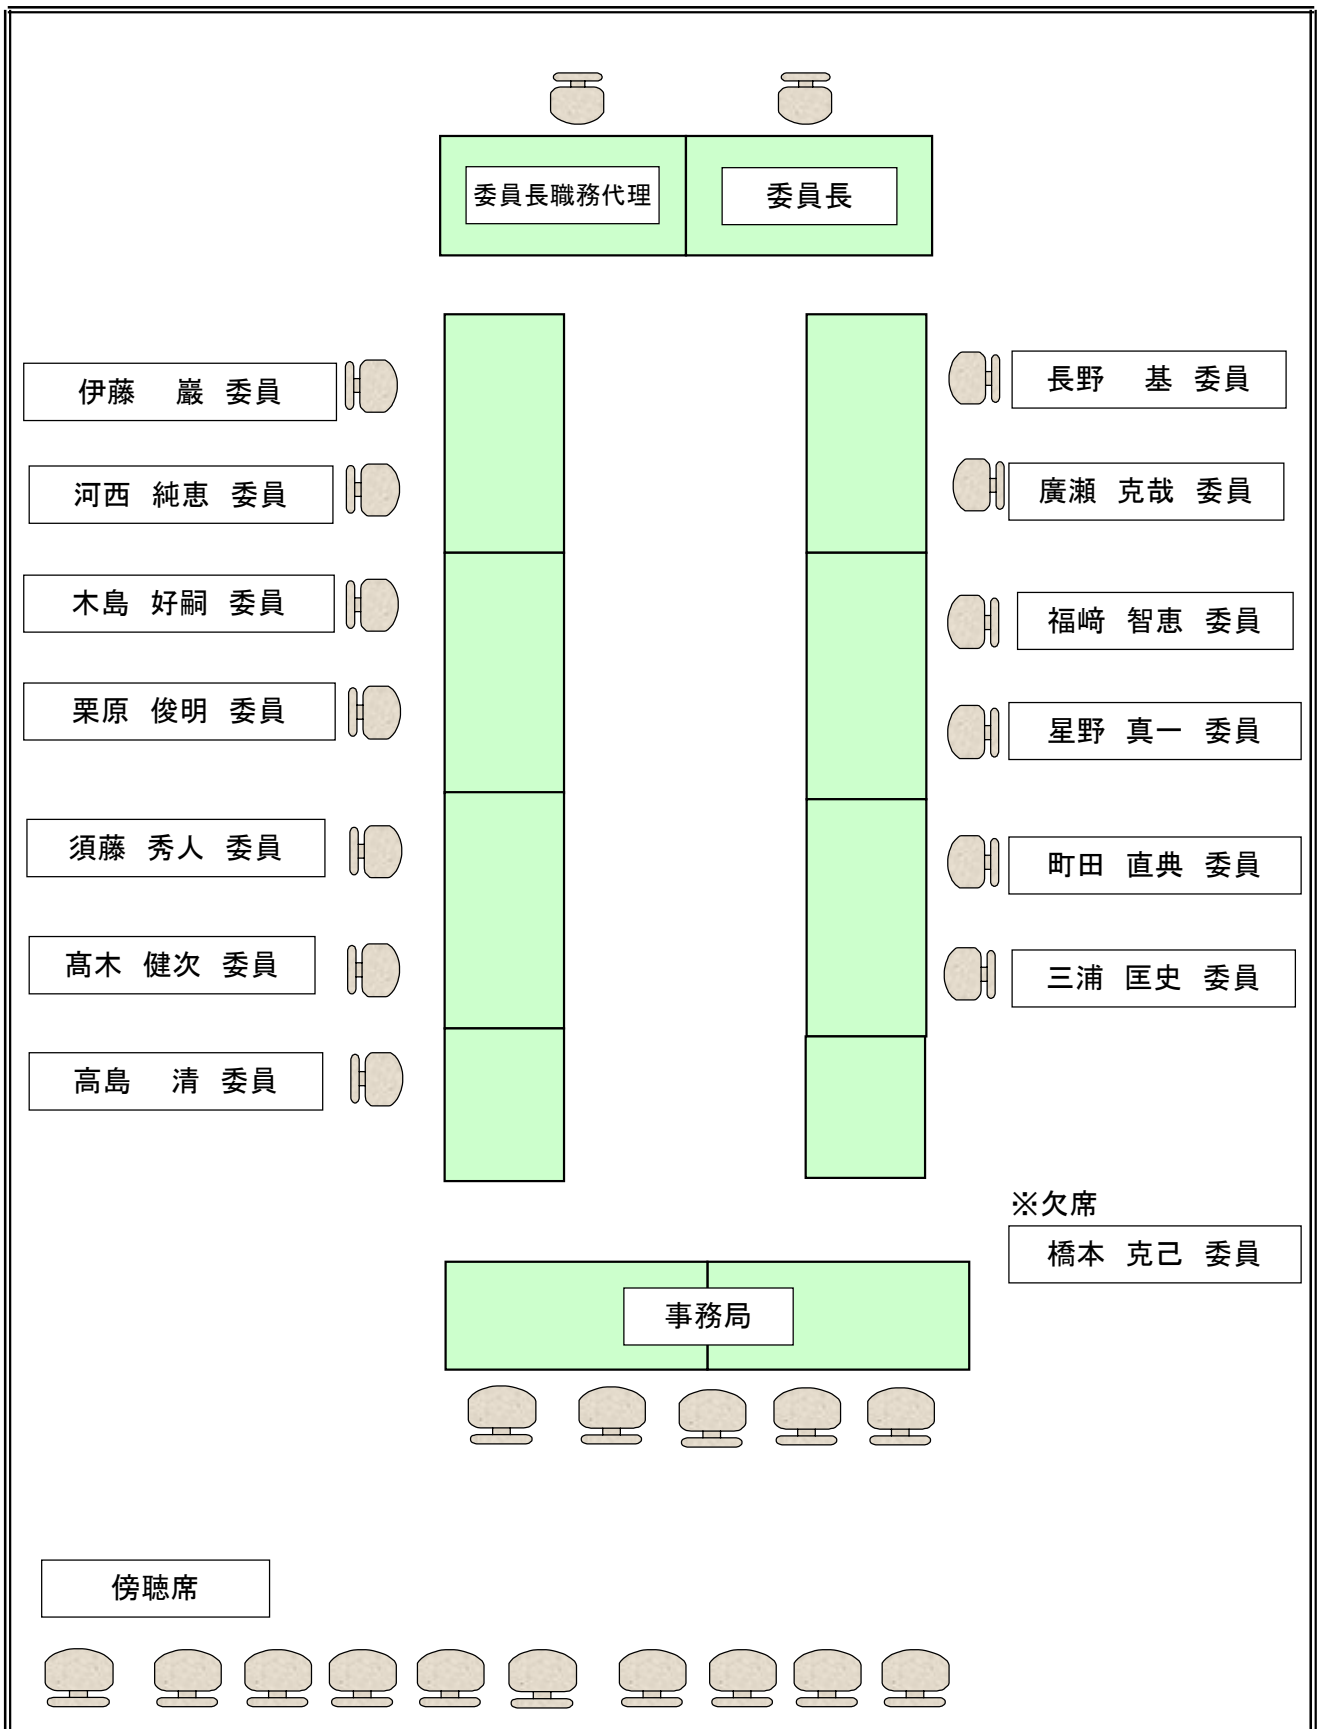 委員長職務代理
委員長
伊藤　巖 委員
長野　基 委員
河西 純恵 委員
廣瀬 克哉 委員
木島 好嗣 委員
福﨑 智恵 委員
栗原 俊明 委員
星野 真一 委員
須藤 秀人 委員
町田 直典 委員
髙木 健次 委員
三浦 匡史 委員
高島　清 委員
※欠席
橋本 克己 委員
事務局
傍聴席